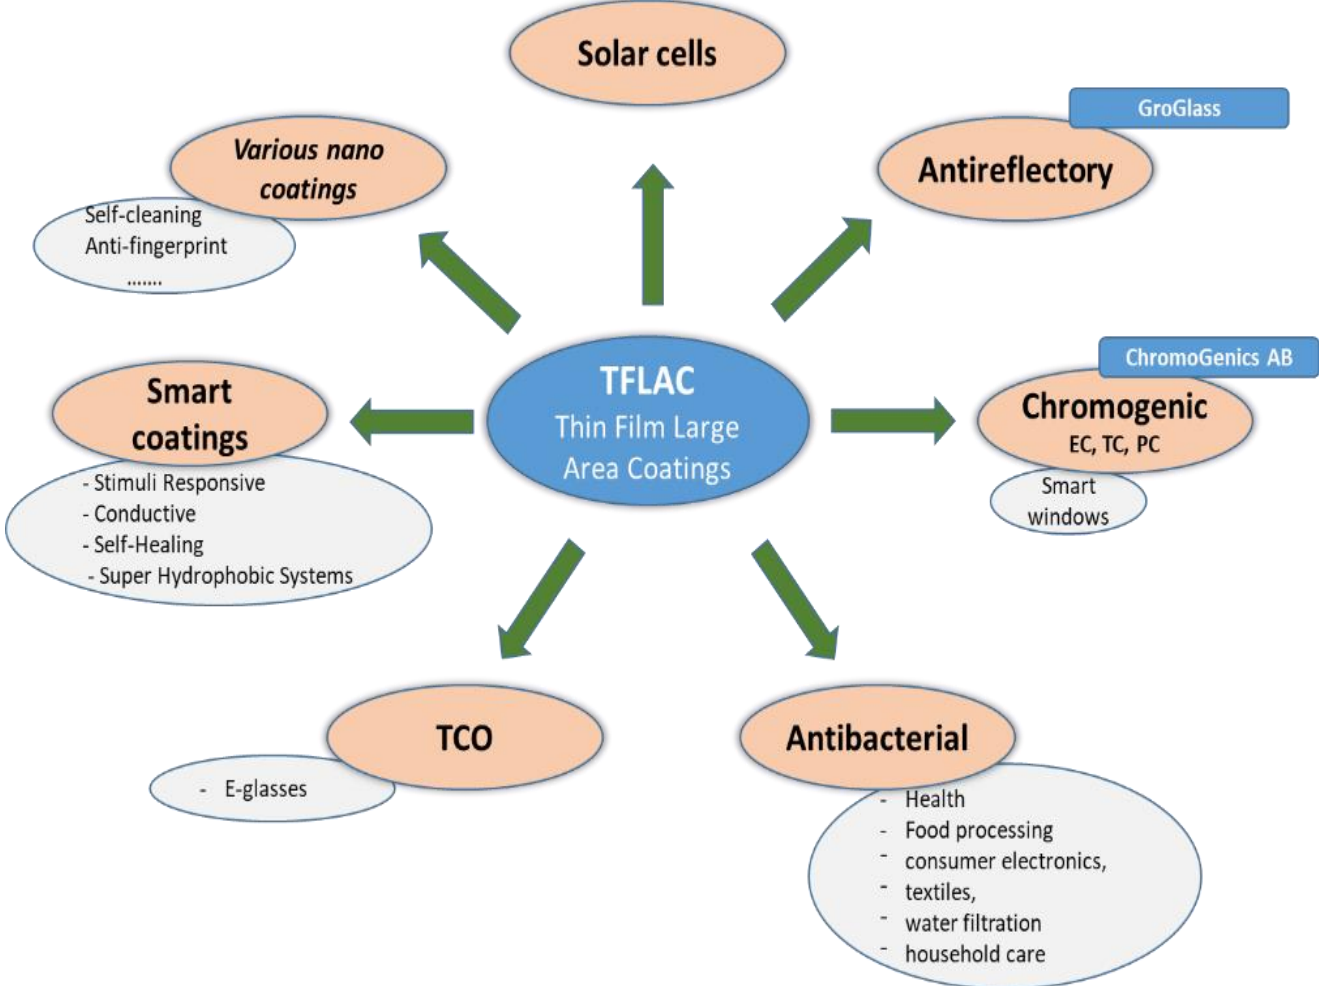 Solar cells
GroGlass
Antireflectory
Various nano
coatings
Self-cleaning
Anti-fingerprint
.......
TFLAC
Thin Film Large
Area Coatings
ChromoGenics AB
Chromogenic
EC, TC, PC
Smart
windows
Smart
coatings
- Stimuli Responsive
- Conductive
- Self-Healing
- Super Hydrophobic Systems
TCO
- E-glasses
Antibacterial
- Health
- Food processing
- consumer electronics,
- textiles,
- water filtration
- household care